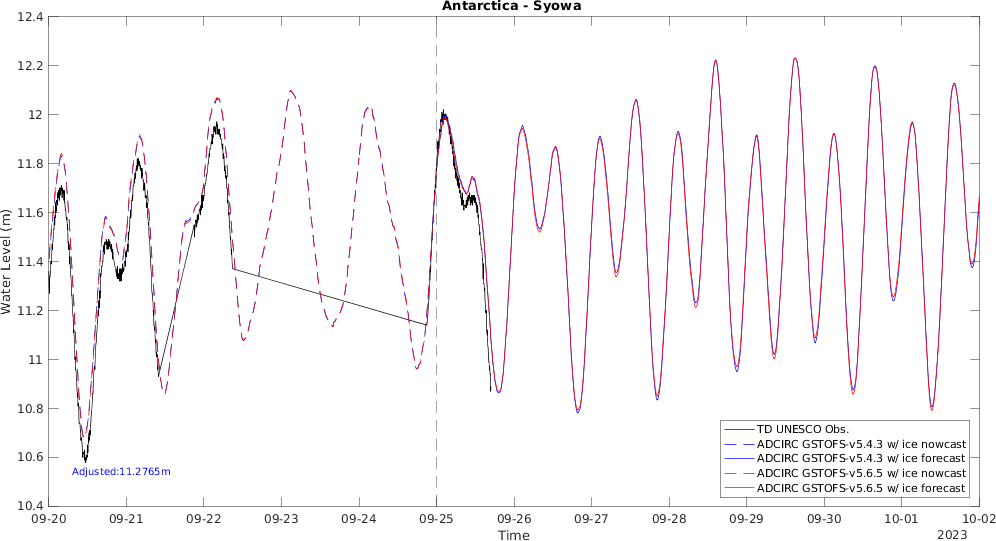 Antarctica - Syowa
12.4
12.2
12
11.8
11.6
11.4
11.2
11
10.8
10.6
10.4
Water Level (m)
Adjusted:11.2765m
TD UNESCO Obs.
ADCIRC GSTOFS-v5.4.3 w/ ice nowcast
ADCIRC GSTOFS-v5.4.3 w/ ice forecast
ADCIRC GSTOFS-v5.6.5 w/ ice nowcast
ADCIRC GSTOFS-v5.6.5 w/ ice forecast
09-20 09-21 09-22 09-23 09-24 09-25 09-26 09-27 09-28 09-29 09-30 10-01 10-02
Time
2023